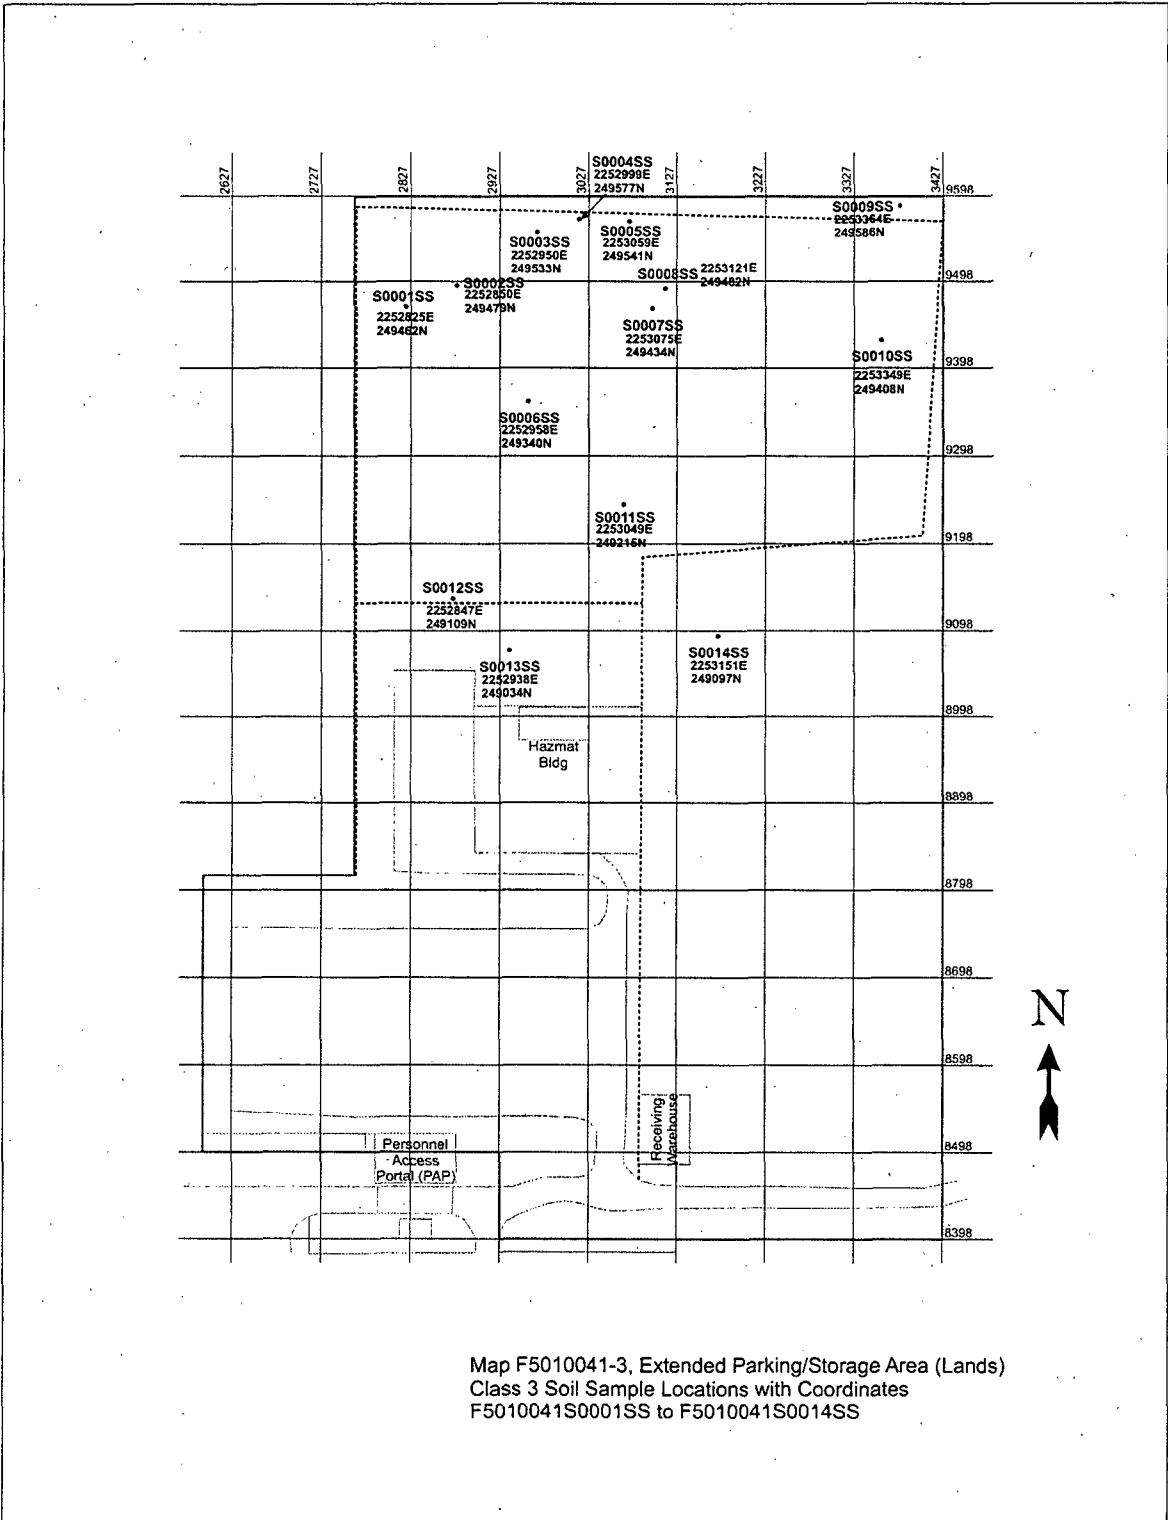 2627
2727
2827
2927
3027
3127
3227
3327
3427
S0004SS
2252999E
249577N
9598
S0009SS
2253364E
249586N
S0003SS
2252950E
249533N
S0005SS
2253059E
249541N
S0008SS
2253121E
249482N
9498
S0002SS
2252850E
249479N
S0001SS
2252825E
249462N
S0007SS
2253075E
249434N
S0010SS
2253349E
249408N
9398
S0006SS
2252958E
249340N
9298
S0011SS
2253049E
249215N
9198
S0012SS
2252847E
249109N
9098
S0013SS
2252938E
249034N
S0014SS
2253151E
249097N
8998
Hazmat
Bldg
8898
8798
8698
N
8598
Receiving
Warehouse
8498
Personnel
Access
Portal (PAP)
8398
Map F5010041-3, Extended Parking/Storage Area (Lands)
Class 3 Soil Sample Locations with Coordinates
F5010041S0001SS to F5010041S0014SS